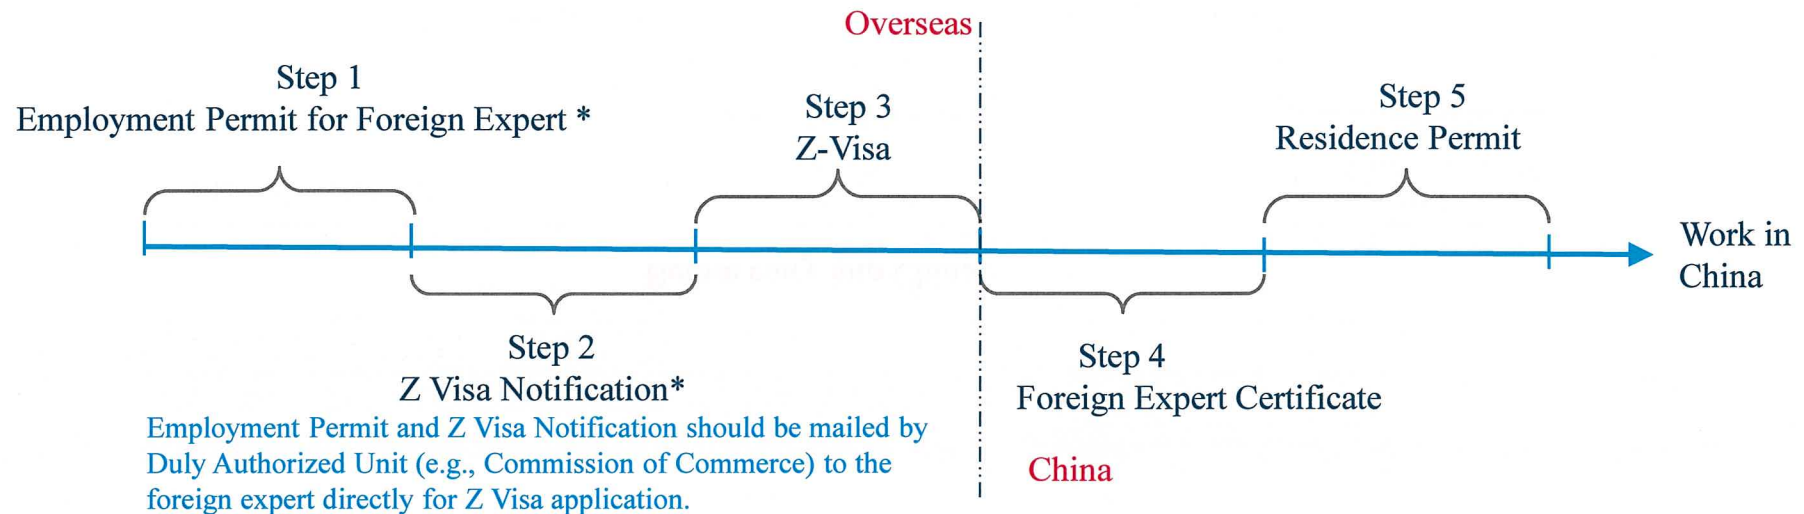 Overseas
Step 1
Employment Permit for Foreign Expert *
Step 3
Z-Visa
Step 5
Residence Permit
Work in
China
Step 2
Z Visa Notification*
Employment Permit and Z Visa Notification should be mailed by
Duly Authorized Unit (e.g., Commission of Commerce) to the
foreign expert directly for Z Visa application.
Step 4
Foreign Expert Certificate
China